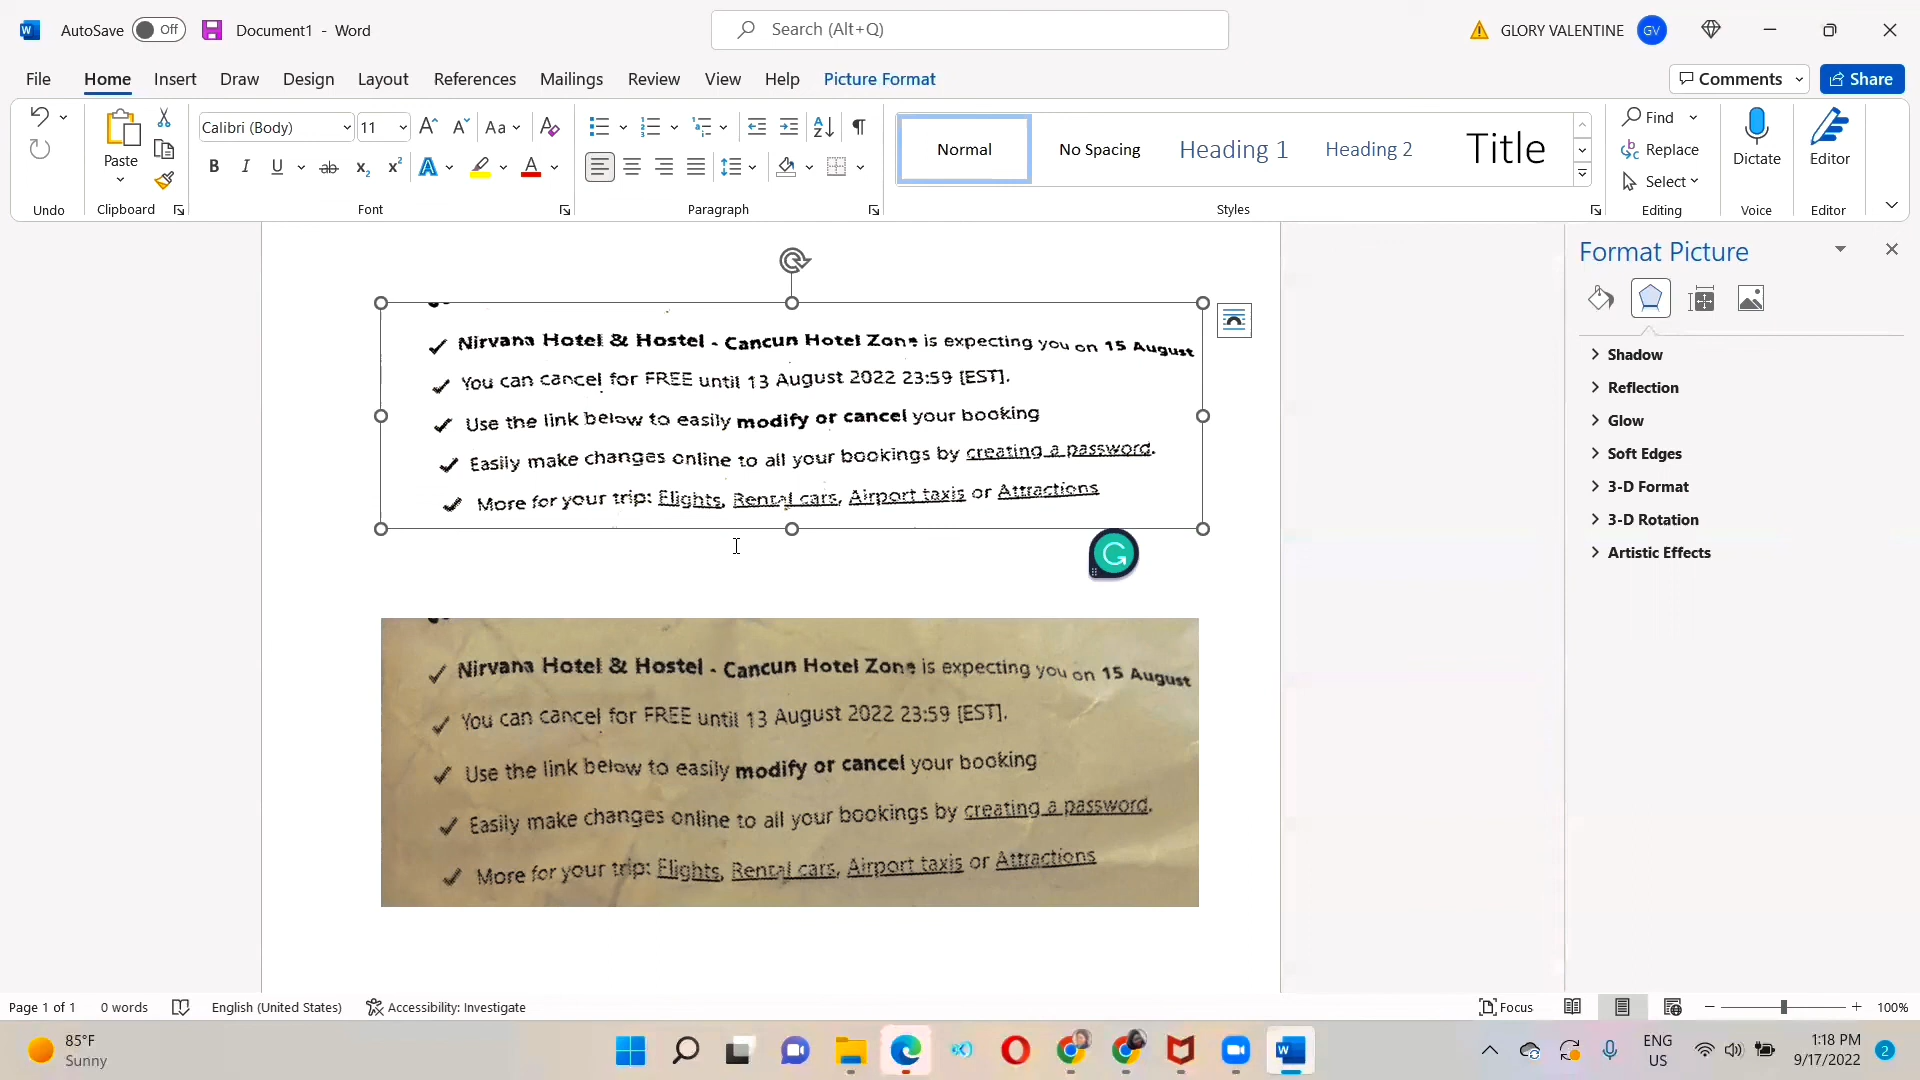 AutoSave Off Document1 - Word Search (Alt+Q) GLORY VALENTINE GV
File Home Insert Draw Design Layout References Mailings Review View Help Picture Format Comments Share
Paste
Calibri (Body) 11 Aa
Normal No Spacing Heading 1 Heading 2 Title
Find
Replace
Select
Dictate Editor
Undo Clipboard Font Paragraph Styles Editing Voice Editor
Nirvana Hotel & Hostel - Cancun Hotel Zone is expecting you on 15 August
You can cancel for FREE until 13 August 2022 23:59 [EST].
Use the link below to easily modify or cancel your booking
Easily make changes online to all your bookings by creating a password.
More for your trip: Flights, Rental cars, Airport taxis or Attractions
Nirvana Hotel & Hostel - Cancun Hotel Zone is expecting you on 15 August
You can cancel for FREE until 13 August 2022 23:59 [EST].
Use the link below to easily modify or cancel your booking
Easily make changes online to all your bookings by creating a password.
More for your trip: Flights, Rental cars, Airport taxis or Attractions
Format Picture
Shadow
Reflection
Glow
Soft Edges
3-D Format
3-D Rotation
Artistic Effects
Page 1 of 1 0 words English (United States) Accessibility: Investigate Focus 100%
85°F
Sunny
ENG
US
1:18 PM
9/17/2022
2